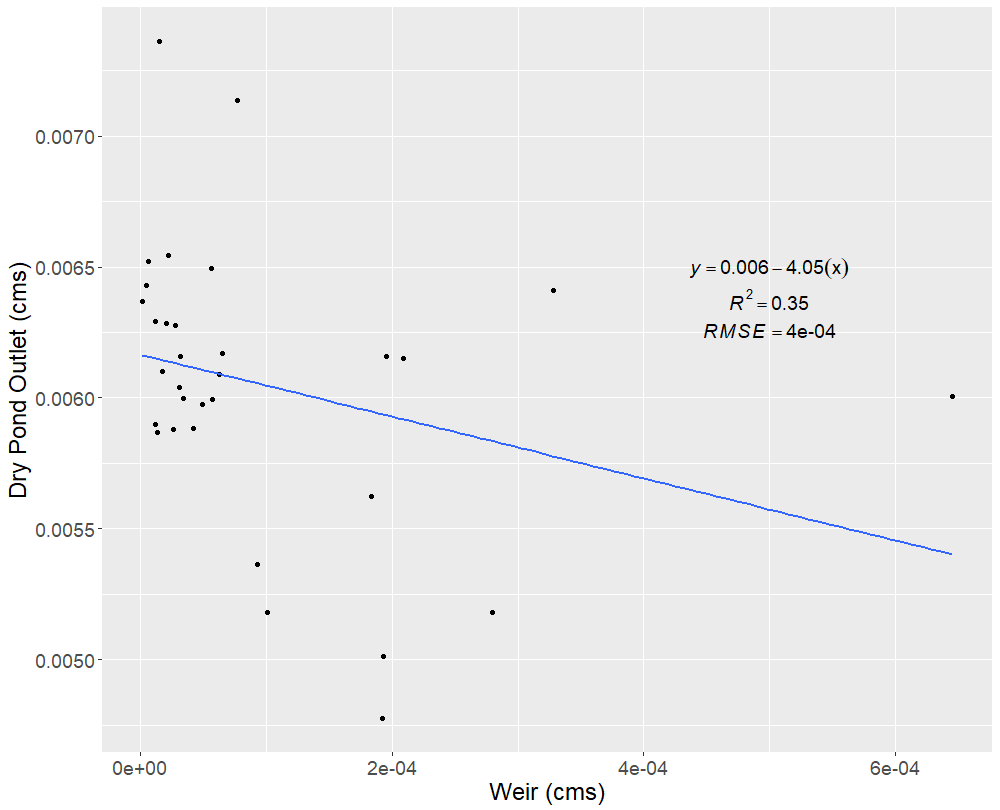 0.0070
0.0065
0.0060
0.0055
0.0050
Dry Pond Outlet (cms)
y = 0.006 − 4.05(x)
R² = 0.35
RMSE = 4e-04
0e+00 2e-04 4e-04 6e-04
Weir (cms)